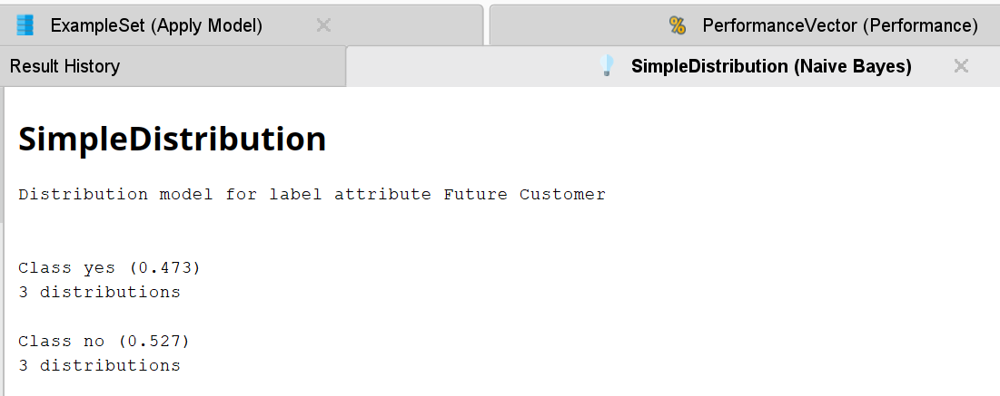 ExampleSet (Apply Model)
PerformanceVector (Performance)
Result History
SimpleDistribution (Naive Bayes)
SimpleDistribution
Distribution model for label attribute Future Customer
Class yes (0.473)
3 distributions
Class no (0.527)
3 distributions